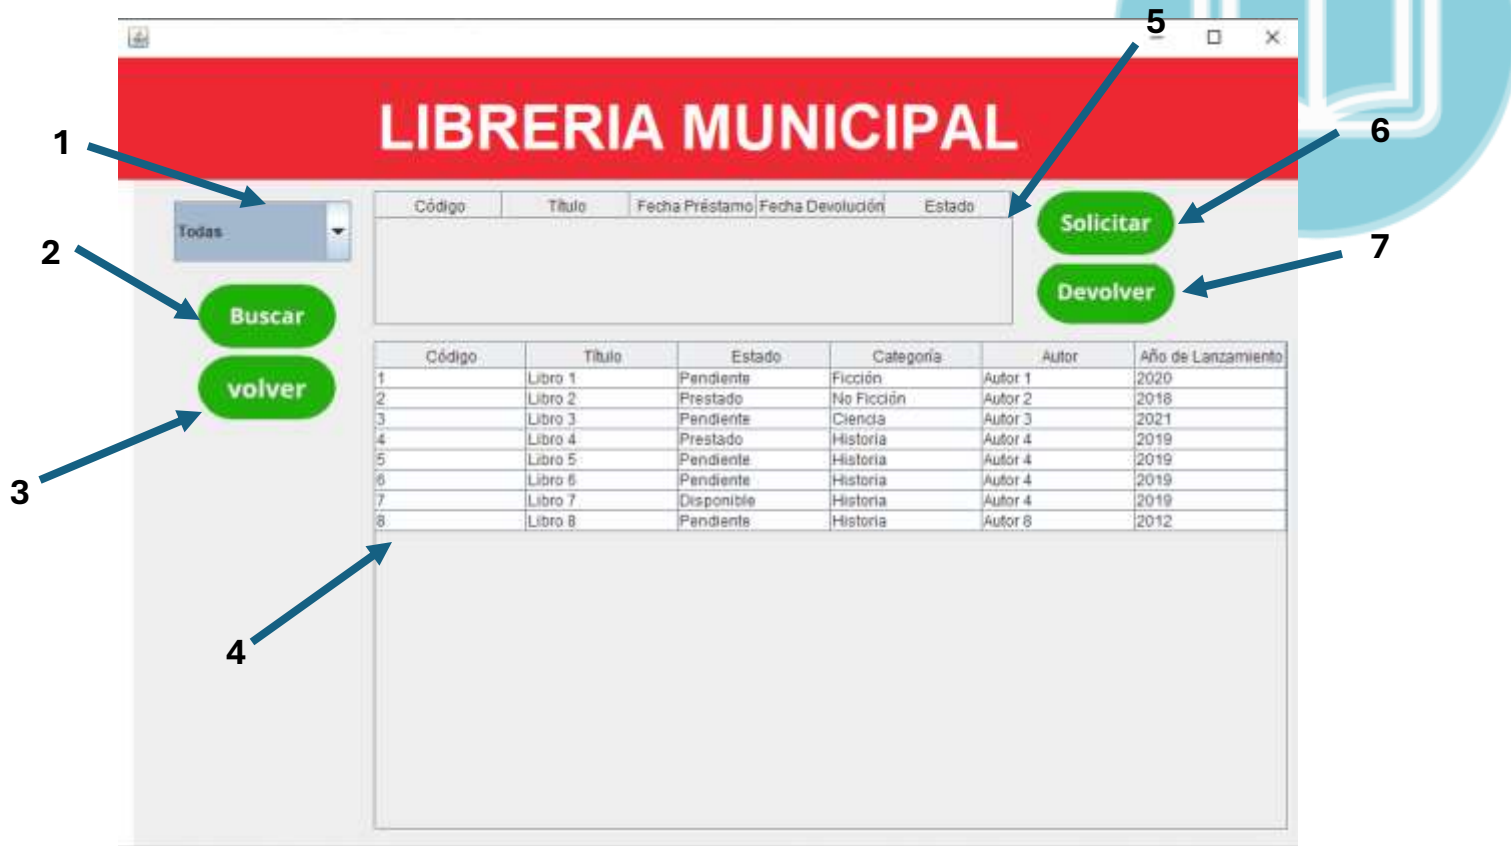 5
LIBRERIA MUNICIPAL
1
6
Código Título Fecha Préstamo Fecha Devolución Estado
Solicitar
Todas
2
7
Devolver
Buscar
Código Título Estado Categoría Autor Año de Lanzamiento
1 Libro 1 Pendiente Ficción Autor 1 2020
volver
2 Libro 2 Prestado No Ficción Autor 2 2018
3 Libro 3 Pendiente Ciencia Autor 3 2021
4 Libro 4 Prestado Historia Autor 4 2019
5 Libro 5 Pendiente Historia Autor 4 2019
6 Libro 6 Pendiente Historia Autor 4 2019
3
7 Libro 7 Disponible Historia Autor 4 2019
8 Libro 8 Pendiente Historia Autor 8 2012
4